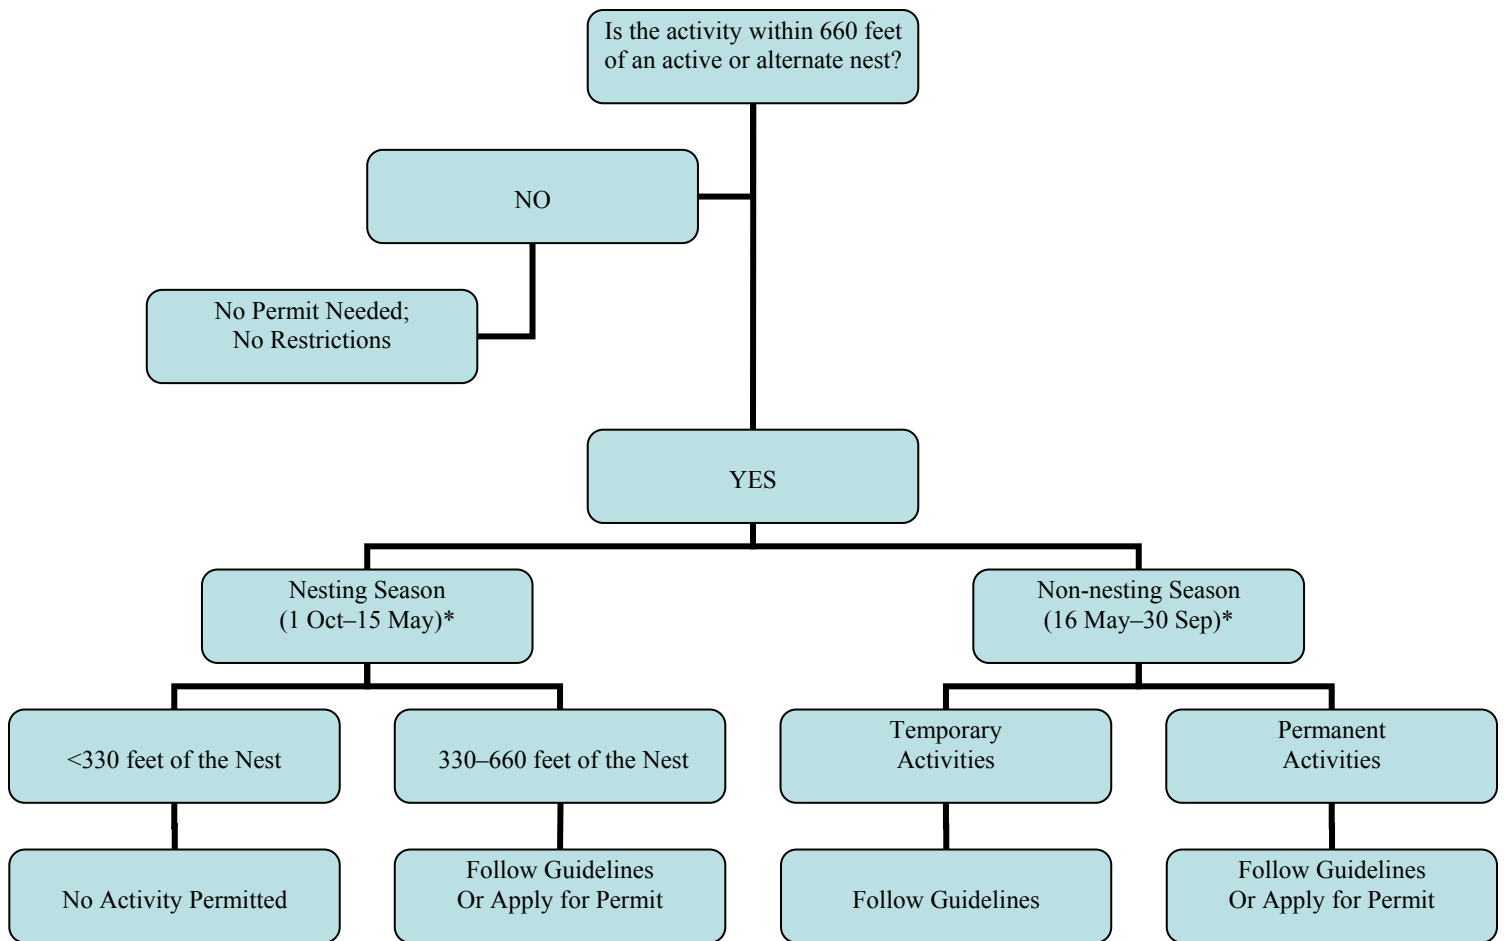 Is the activity within 660 feet
of an active or alternate nest?
NO
No Permit Needed;
No Restrictions
YES
Nesting Season
(1 Oct–15 May)*
Non-nesting Season
(16 May–30 Sep)*
<330 feet of the Nest
330–660 feet of the Nest
Temporary
Activities
Permanent
Activities
No Activity Permitted
Follow Guidelines
Or Apply for Permit
Follow Guidelines
Follow Guidelines
Or Apply for Permit